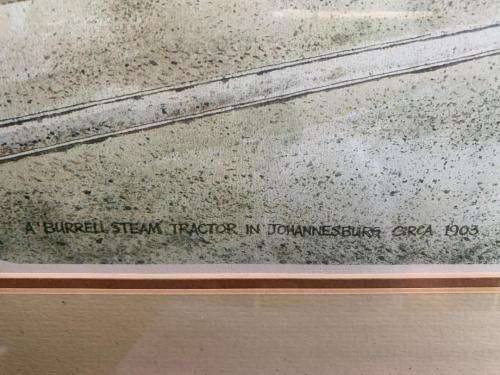 A BURRELL STEAM TRACTOR IN JOHANNESBURG CIRCA 1903